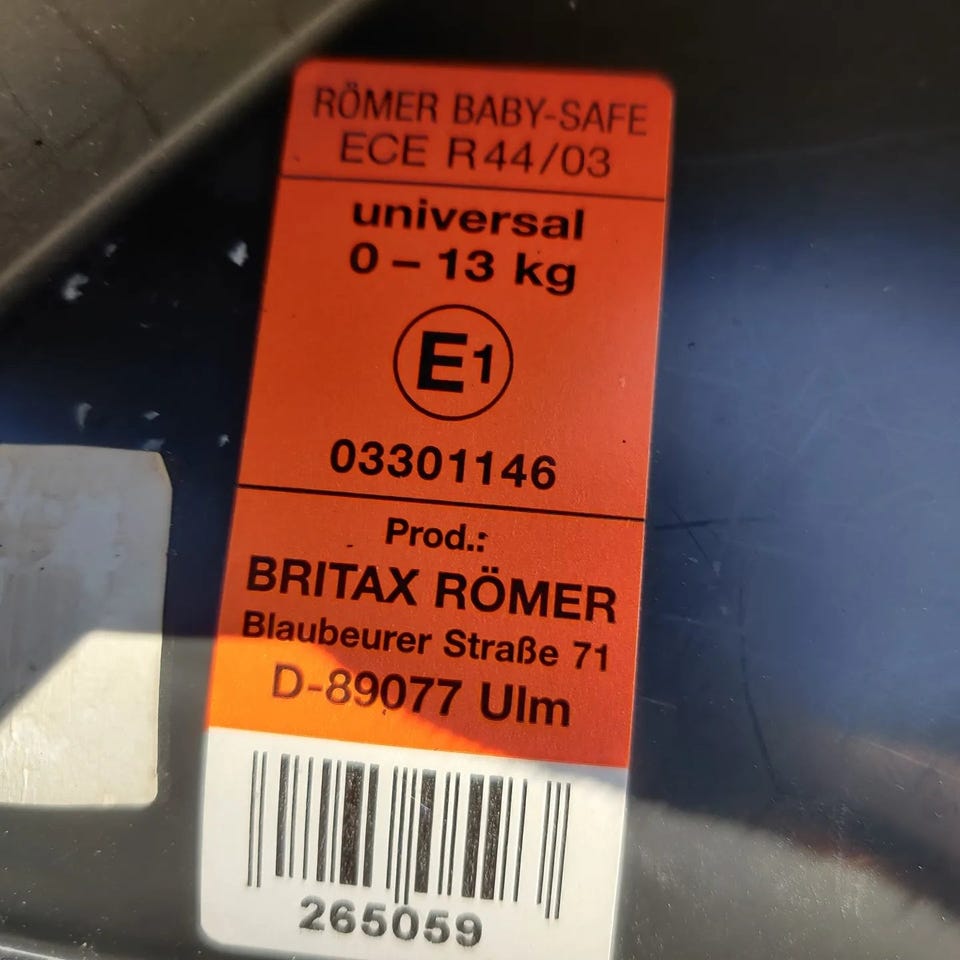 RÖMER BABY-SAFE
ECE R 44/03
universal
0 – 13 kg
E1
03301146
Prod.:
BRITAX RÖMER
Blaubeurer Straße 71
D-89077 Ulm
265059